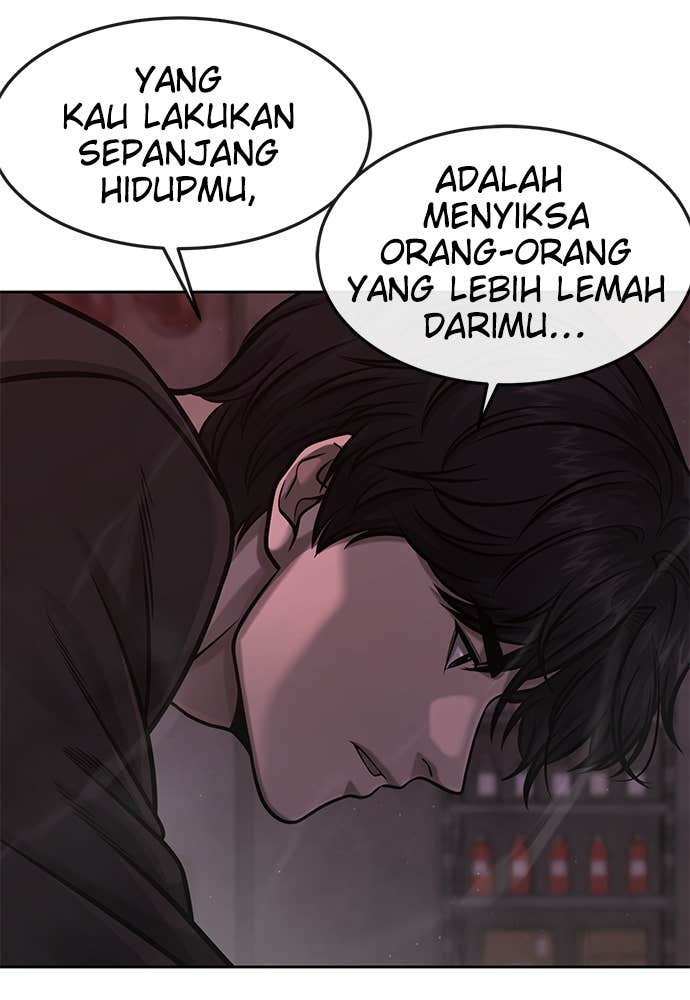 YANG
KAU LAKUKAN
SEPANJANG
HIDUPMU,
ADALAH
MENYIKSA
ORANG-ORANG
YANG LEBIH LEMAH
DARIMU...